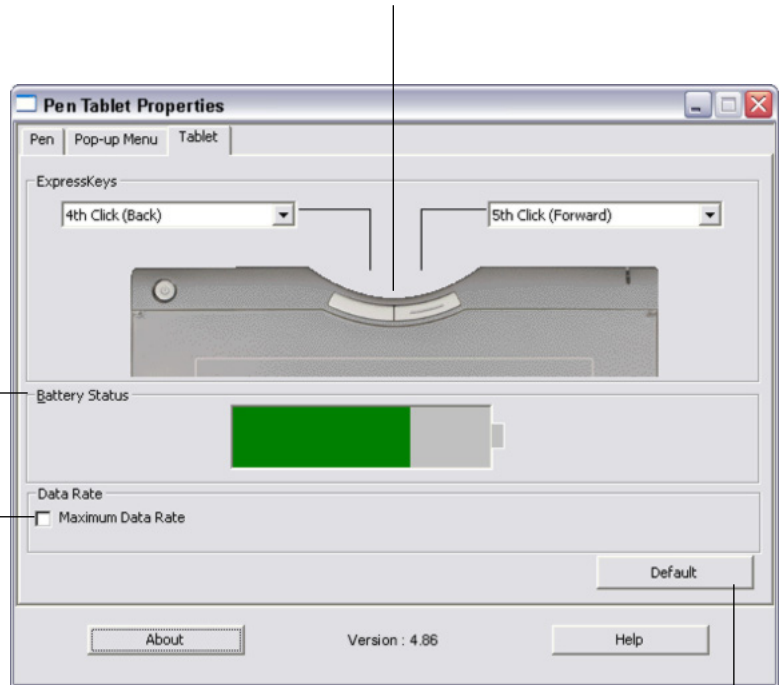 Pen Tablet Properties
Pen Pop-up Menu Tablet
ExpressKeys
4th Click (Back) 5th Click (Forward)
Battery Status
Data Rate
Maximum Data Rate
Default
About Version : 4.86 Help